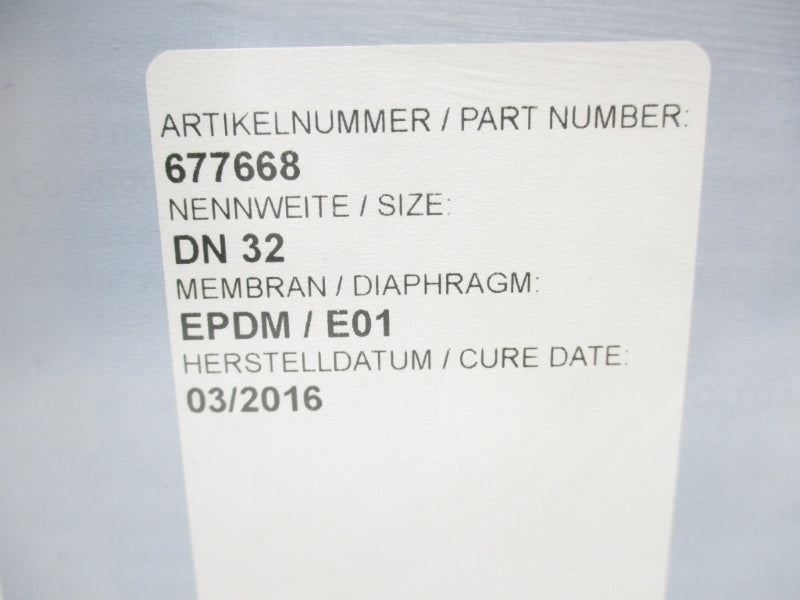 ARTIKELNUMMER / PART NUMBER:
677668
NENNWEITE / SIZE:
DN 32
MEMBRAN / DIAPHRAGM:
EPDM / E01
HERSTELLDATUM / CURE DATE:
03/2016